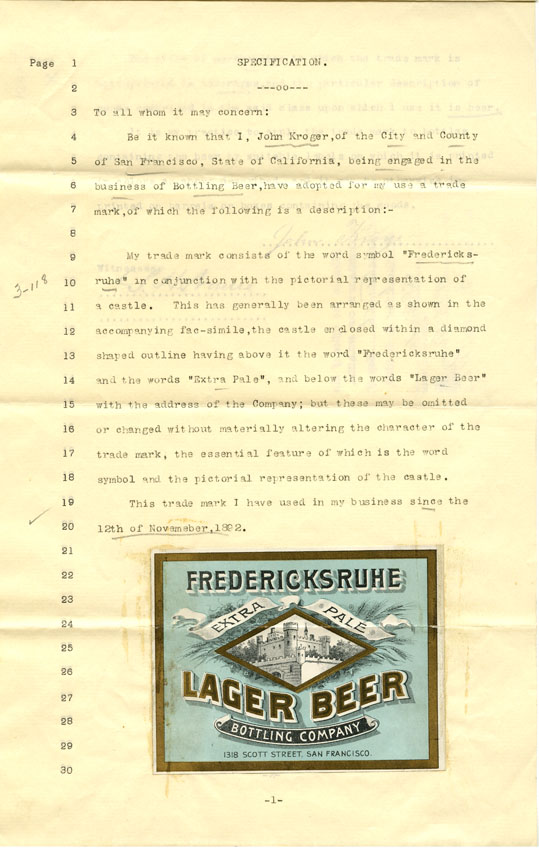 Page 1 SPECIFICATION.
2 ---oo---
3 To all whom it may concern:
4 Be it known that I, John Kroger,of the City and County
5 of San Francisco, State of California, being engaged in the
6 business of Bottling Beer,have adopted for my use a trade
7 mark,of which the following is a description:-
8
9 My trade mark consists of the word symbol "Fredericks-
3-118
10 ruhe" in conjunction with the pictorial representation of
11 a castle. This has generally been arranged as shown in the
12 accompanying fac-simile,the castle enclosed within a diamond
13 shaped outline having above it the word "Fredericksruhe"
14 and the words "Extra Pale", and below the words "Lager Beer"
15 with the address of the Company; but these may be omitted
16 or changed without materially altering the character of the
17 trade mark, the essential feature of which is the word
18 symbol and the pictorial representation of the castle.
19 This trade mark I have used in my business since the
20 12th of Novameber,1892.
21
22 FREDERICKSRUHE
23
24 EXTRA PALE
25
26
27 LAGER BEER
28 BOTTLING COMPANY
29 1318 SCOTT STREET, SAN FRANCISCO.
30
-1-